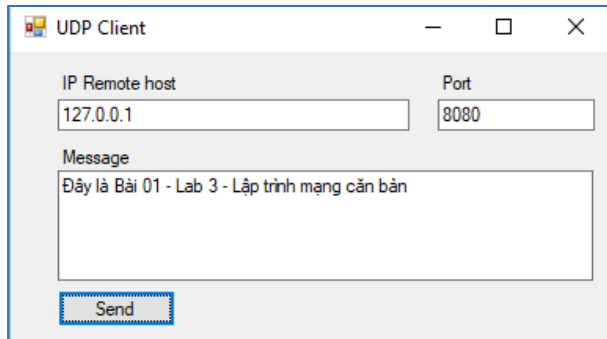 UDP Client
IP Remote host
Port
127.0.0.1
8080
Message
Đây là Bài 01 - Lab 3 - Lập trình mạng căn bản
Send